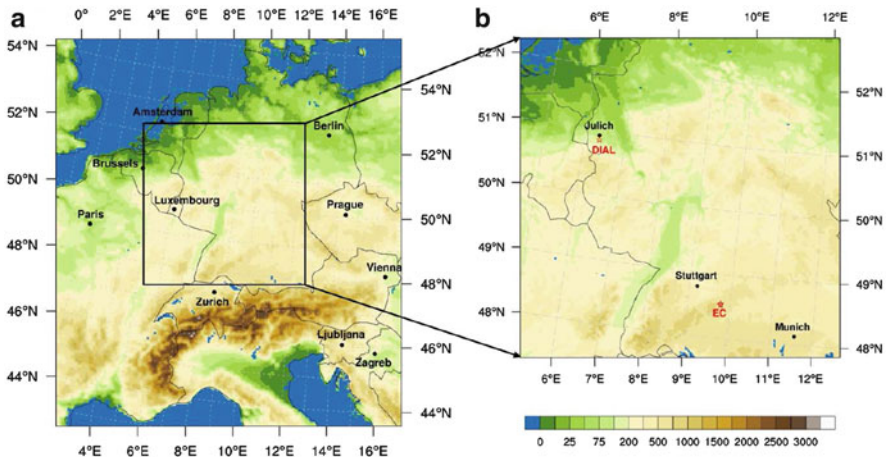 a
0° 2°E 4°E 6°E 8°E 10°E 12°E 14°E 16°E
54°N
52°N
50°N
48°N
46°N
44°N
54°N
52°N
50°N
48°N
46°N
44°N
Amsterdam
Berlin
Brussels
Luxembourg
Prague
Paris
Vienna
Zurich
Ljubljana
Zagreb
4°E 6°E 8°E 10°E 12°E 14°E 16°E
b
6°E 8°E 9°E 10°E 11°E 12°E
52°N
51°N
50°N
49°N
48°N
52°N
51°N
50°N
49°N
48°N
Julich
DIAL
Stuttgart
EC
Munich
6°E 7°E 8°E 9°E 10°E 11°E 12°E
0 25 75 200 500 1000 1500 2000 2500 3000